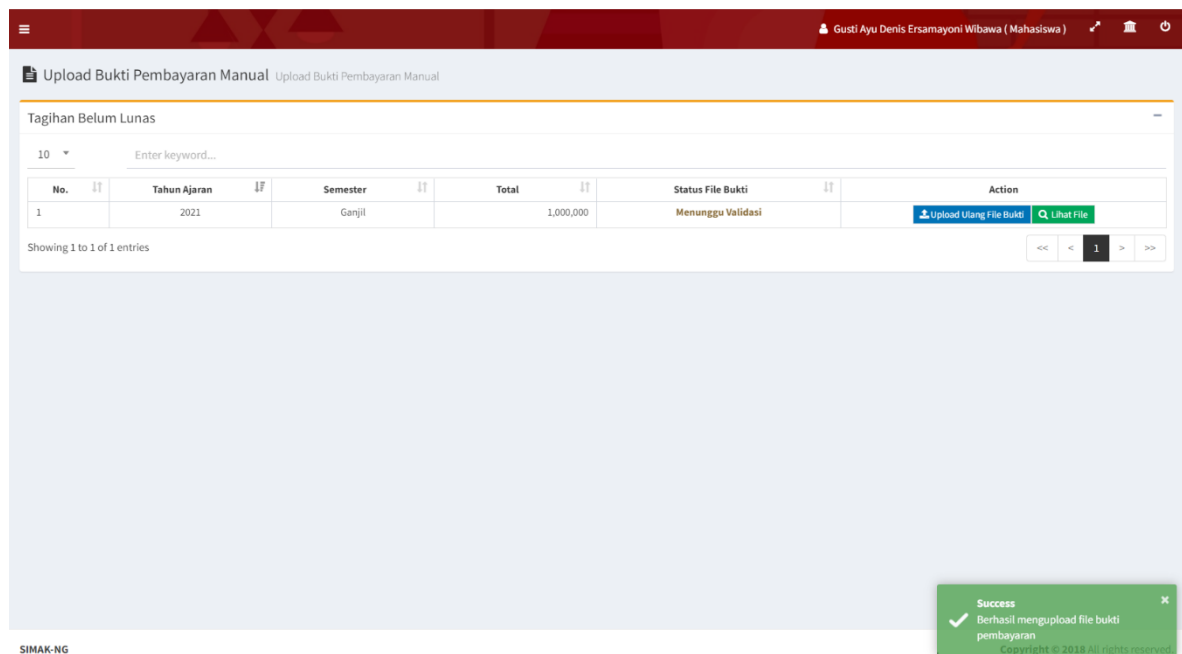 Gusti Ayu Denis Ersamayoni Wibawa ( Mahasiswa )
Upload Bukti Pembayaran Manual Upload Bukti Pembayaran Manual
Tagihan Belum Lunas
10 Enter keyword...
No. Tahun Ajaran Semester Total Status File Bukti Action
1 2021 Ganjil 1,000,000 Menunggu Validasi Upload Ulang File Bukti Lihat File
Showing 1 to 1 of 1 entries << < 1 > >>
Success ×
Berhasil mengupload file bukti
pembayaran
SIMAK-NG Copyright © 2018 All rights reserved.